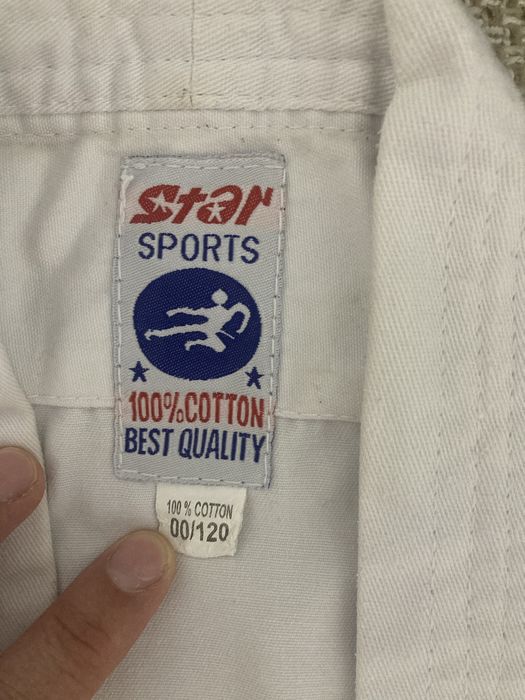 Star
SPORTS
100%COTTON
BEST QUALITY
100 % COTTON
00/120